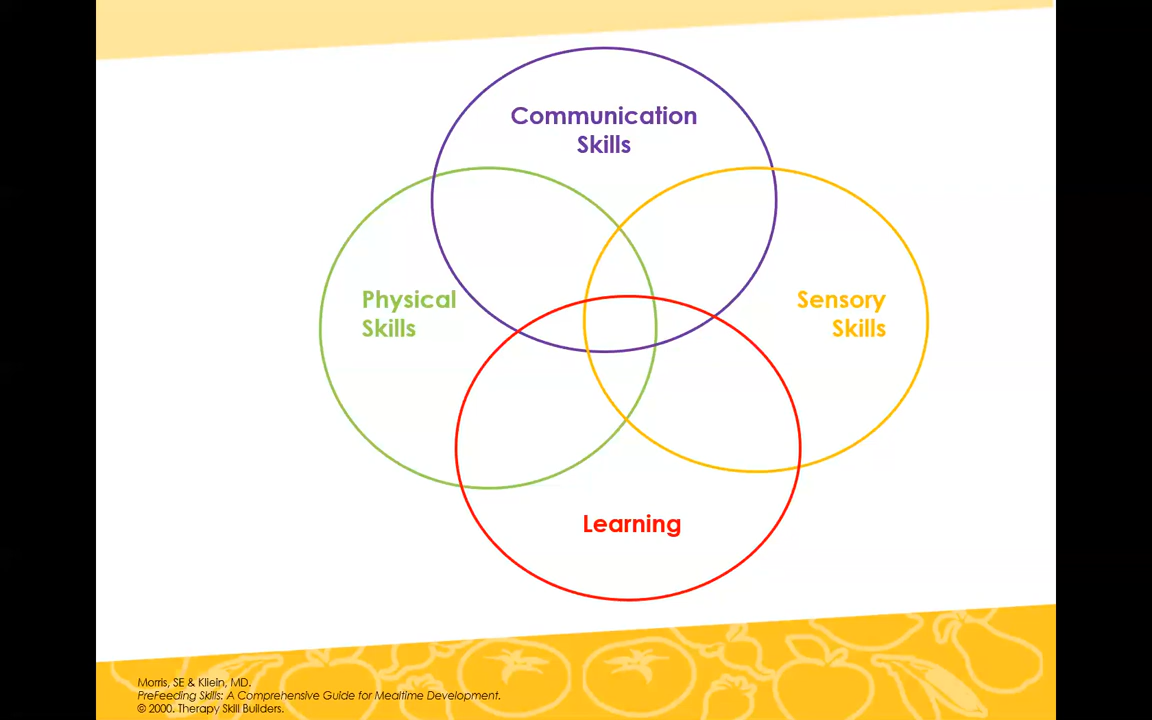 Communication
Skills
Physical
Skills
Sensory
Skills
Learning
Morris, SE & Kliein, MD.
PreFeeding Skills: A Comprehensive Guide for Mealtime Development.
© 2000. Therapy Skill Builders.